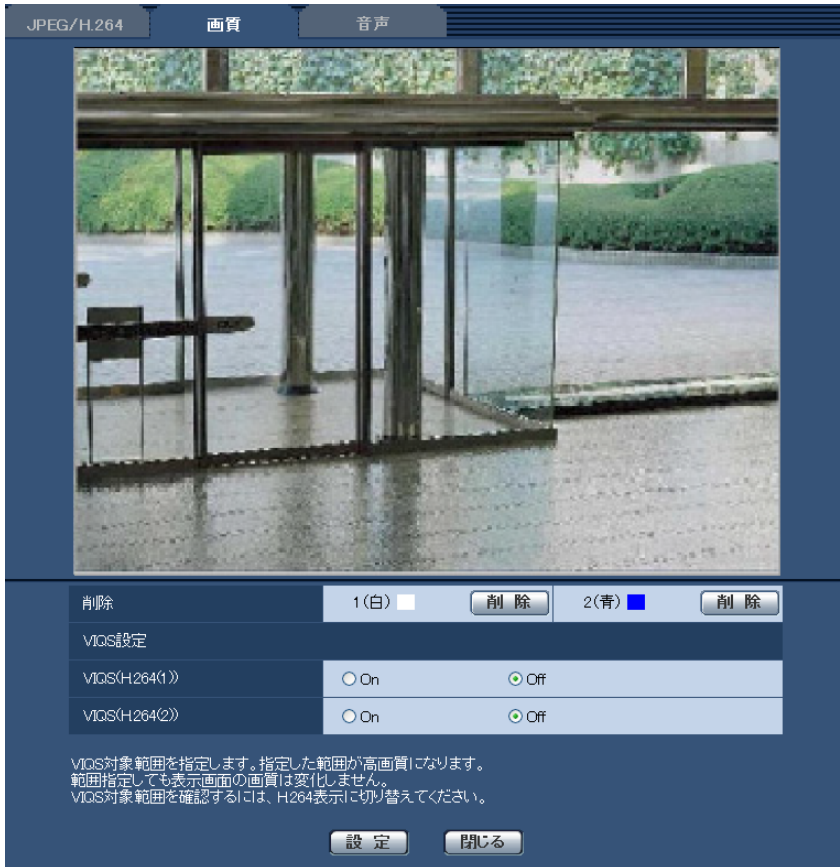 JPEG/H.264 画質 音声
削除 1(白) 削除 2(青) 削除
VIQS設定
VIQS(H.264(1)) On Off
VIQS(H.264(2)) On Off
VIQS対象範囲を指定します。指定した範囲が高画質になります。
範囲指定しても表示画面の画質は変化しません。
VIQS対象範囲を確認するには、H.264表示に切り替えてください。
設定 閉じる